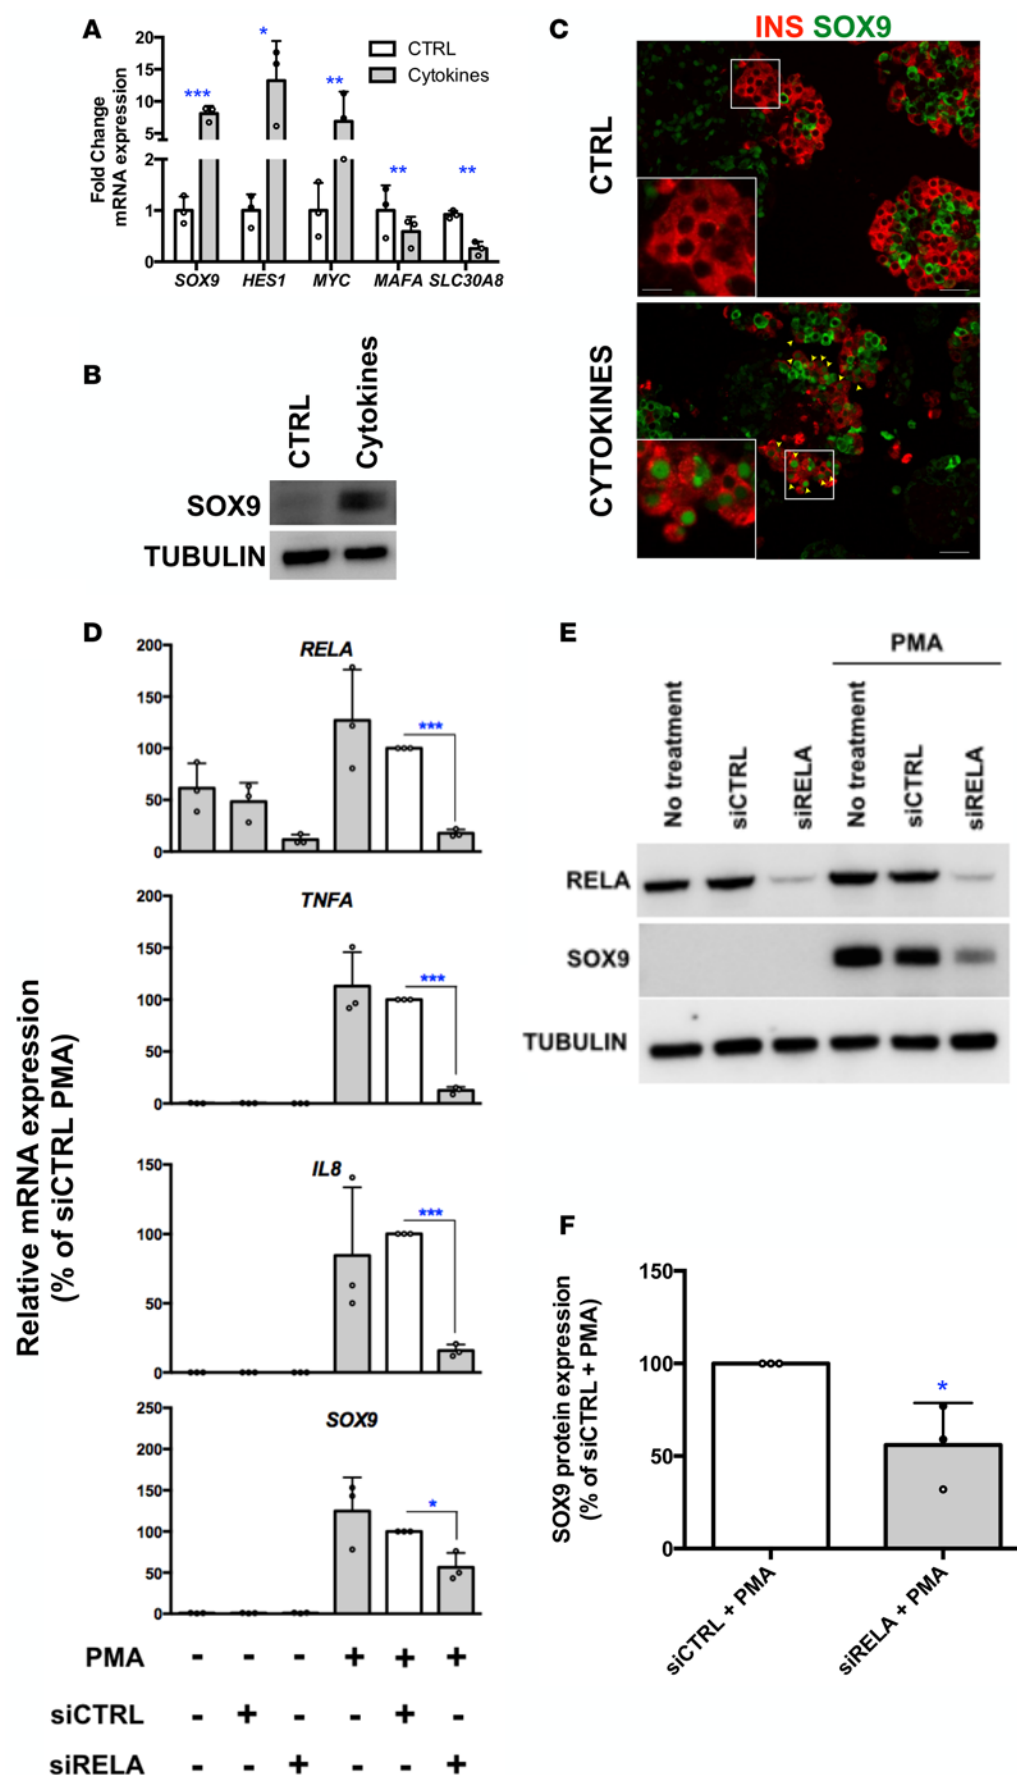 A
20
15
10
5
2
1
0
Fold Change
mRNA expression
***
*
**
**
**
CTRL
Cytokines
SOX9 HES1 MYC MAFA SLC30A8
B
CTRL
Cytokines
SOX9
TUBULIN
C
INS SOX9
CTRL
CYTOKINES
D
Relative mRNA expression
(% of siCTRL PMA)
RELA
200
150
100
50
0
***
TNFA
200
150
100
50
0
***
IL8
150
100
50
0
***
SOX9
250
200
150
100
50
0
*
PMA - - - + + +
siCTRL - + - - + -
siRELA - - + - - +
E
PMA
No treatment
siCTRL
siRELA
No treatment
siCTRL
siRELA
RELA
SOX9
TUBULIN
F
SOX9 protein expression
(% of siCTRL + PMA)
150
100
50
0
*
siCTRL + PMA
siRELA + PMA